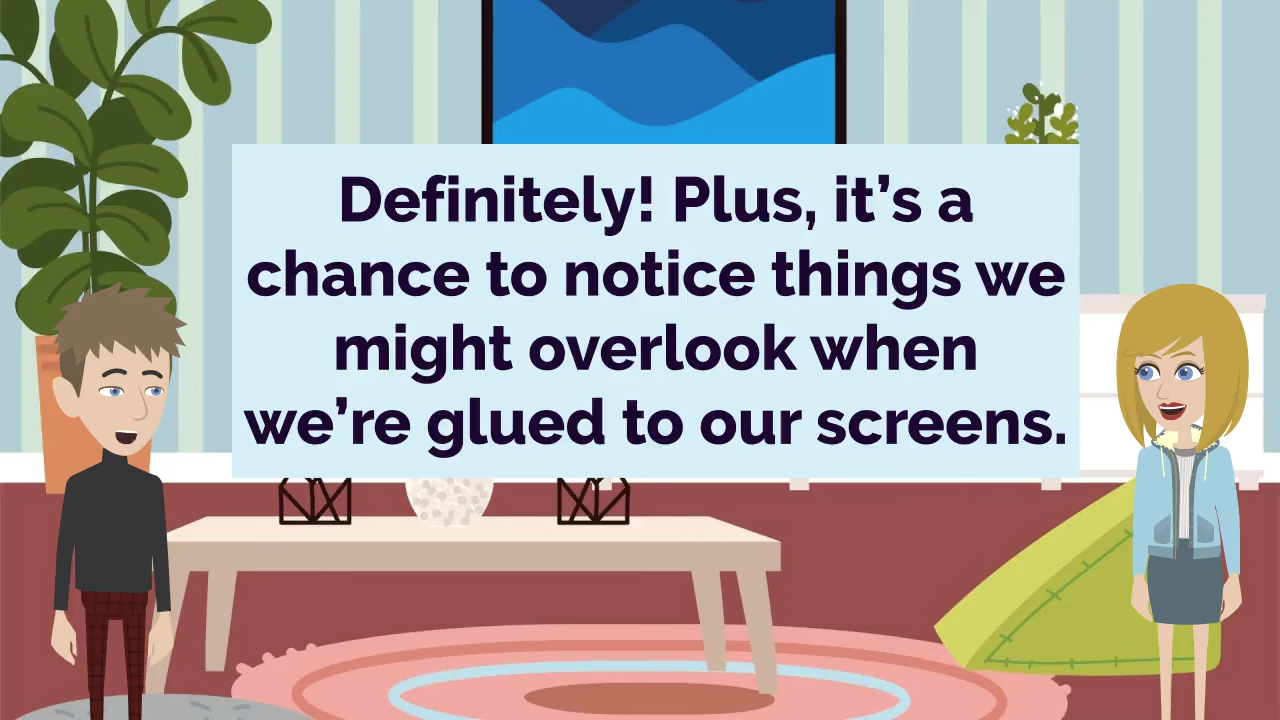 Definitely! Plus, it’s a
chance to notice things we
might overlook when
we’re glued to our screens.